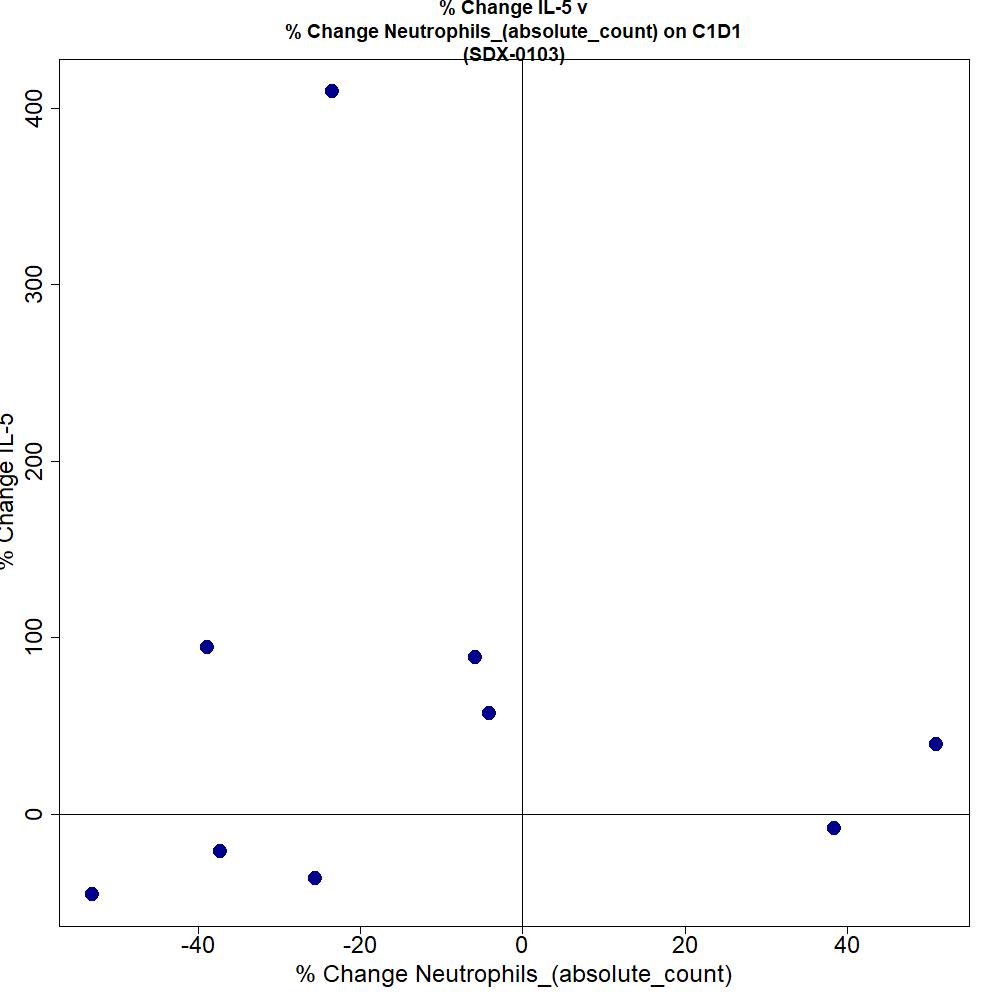 % Change IL-5 v
% Change Neutrophils_(absolute_count) on C1D1
(SDX-0103)
% Change IL-5
400
300
200
100
0
-40
-20
0
20
40
% Change Neutrophils_(absolute_count)